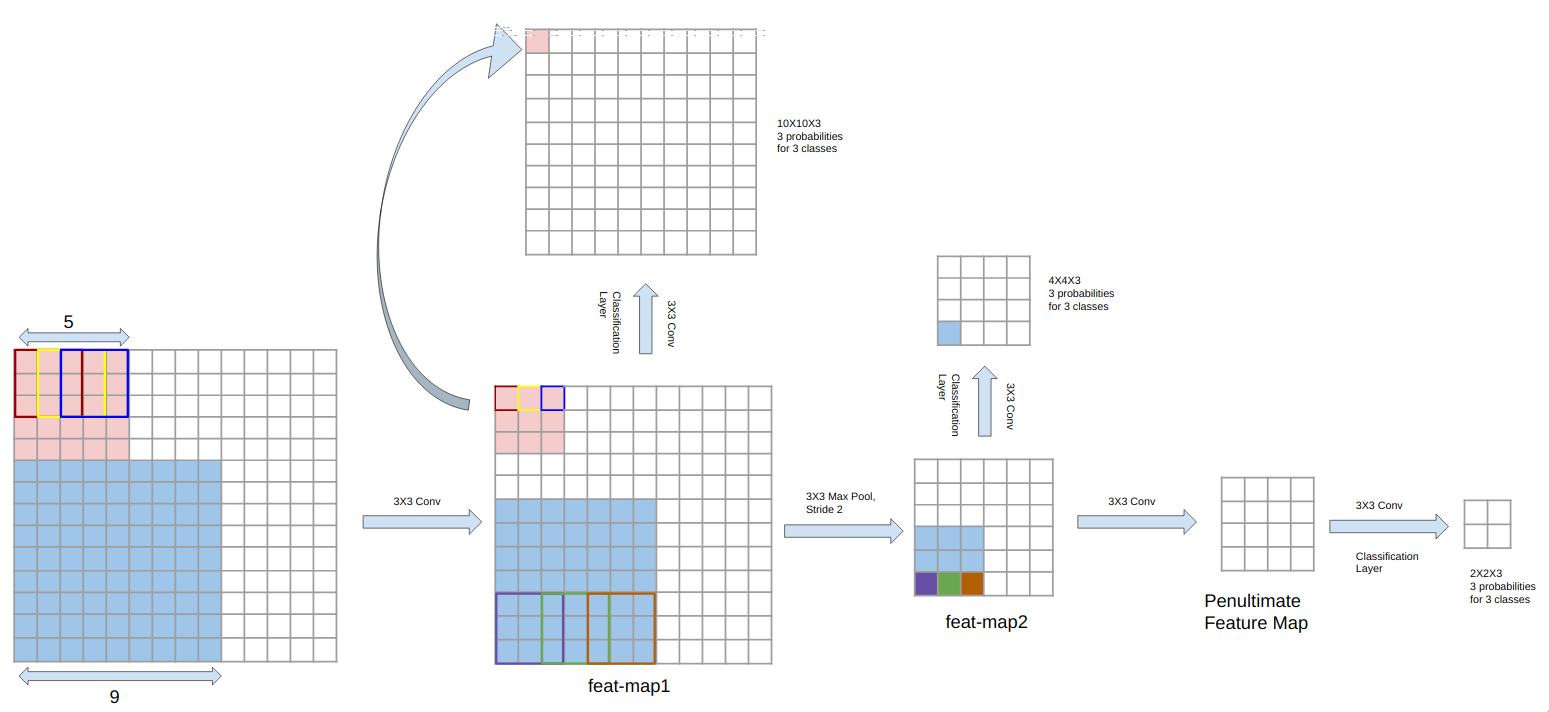 10X10X3
3 probabilities
for 3 classes
Classification
Layer
3X3 Conv
4X4X3
3 probabilities
for 3 classes
5
Classification
Layer
3X3 Conv
3X3 Conv
3X3 Max Pool,
Stride 2
3X3 Conv
3X3 Conv
Classification
Layer
2X2X3
3 probabilities
for 3 classes
Penultimate
Feature Map
feat-map2
feat-map1
9